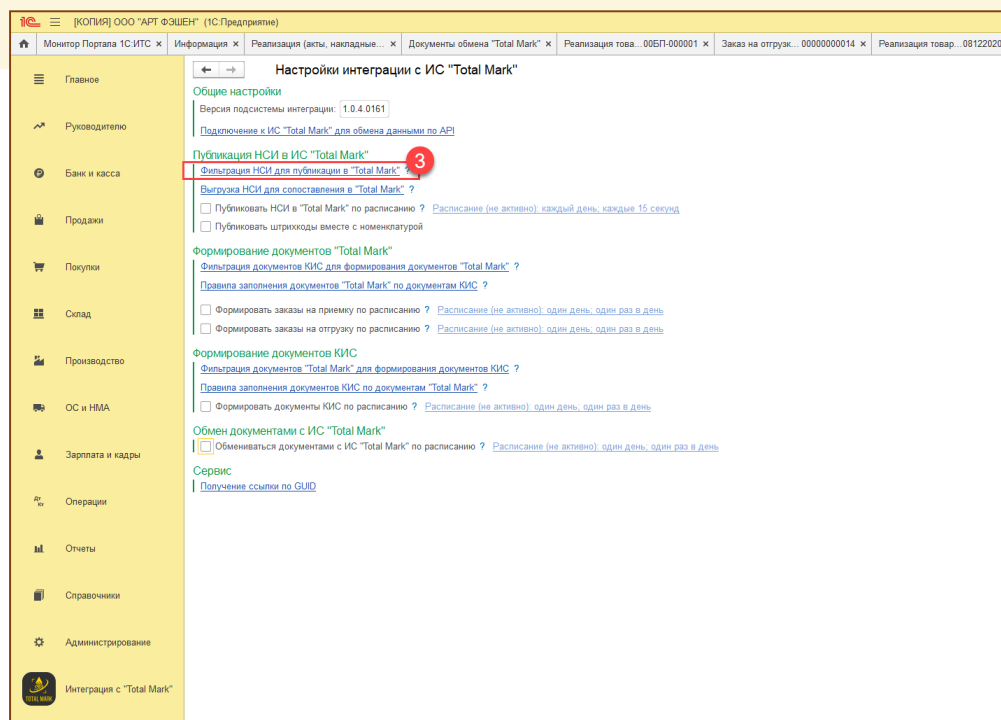 1С [КОПИЯ] ООО "АРТ ФЭШЕН" (1С:Предприятие)
Монитор Портала 1С:ИТС × Информация × Реализация (акты, накладные... × Документы обмена "Total Mark" × Реализация това...00БП-000001 × Заказ на отгрузк... 00000000014 × Реализация товар...08122020
Главное
Руководителю
Банк и касса
Продажи
Покупки
Склад
Производство
ОС и НМА
Зарплата и кадры
Дт Кт Операции
Отчеты
Справочники
Администрирование
TOTAL MARK Интеграция с "Total Mark"
Настройки интеграции с ИС "Total Mark"
Общие настройки
Версия подсистемы интеграции: 1.0.4.0161
Подключение к ИС "Total Mark" для обмена данными по API
Публикация НСИ в ИС "Total Mark"
3
Фильтрация НСИ для публикации в "Total Mark" ?
Выгрузка НСИ для сопоставления в "Total Mark" ?
Публиковать НСИ в "Total Mark" по расписанию ? Расписание (не активно): каждый день; каждые 15 секунд
Публиковать штрихкоды вместе с номенклатурой
Формирование документов "Total Mark"
Фильтрация документов КИС для формирования документов "Total Mark" ?
Правила заполнения документов "Total Mark" по документам КИС ?
Формировать заказы на приемку по расписанию ? Расписание (не активно): один день; один раз в день
Формировать заказы на отгрузку по расписанию ? Расписание (не активно): один день; один раз в день
Формирование документов КИС
Фильтрация документов "Total Mark" для формирования документов КИС ?
Правила заполнения документов КИС по документам "Total Mark" ?
Формировать документы КИС по расписанию ? Расписание (не активно): один день; один раз в день
Обмен документами с ИС "Total Mark"
Обмениваться документами с ИС "Total Mark" по расписанию ? Расписание (не активно): один день; один раз в день
Сервис
Получение ссылки по GUID